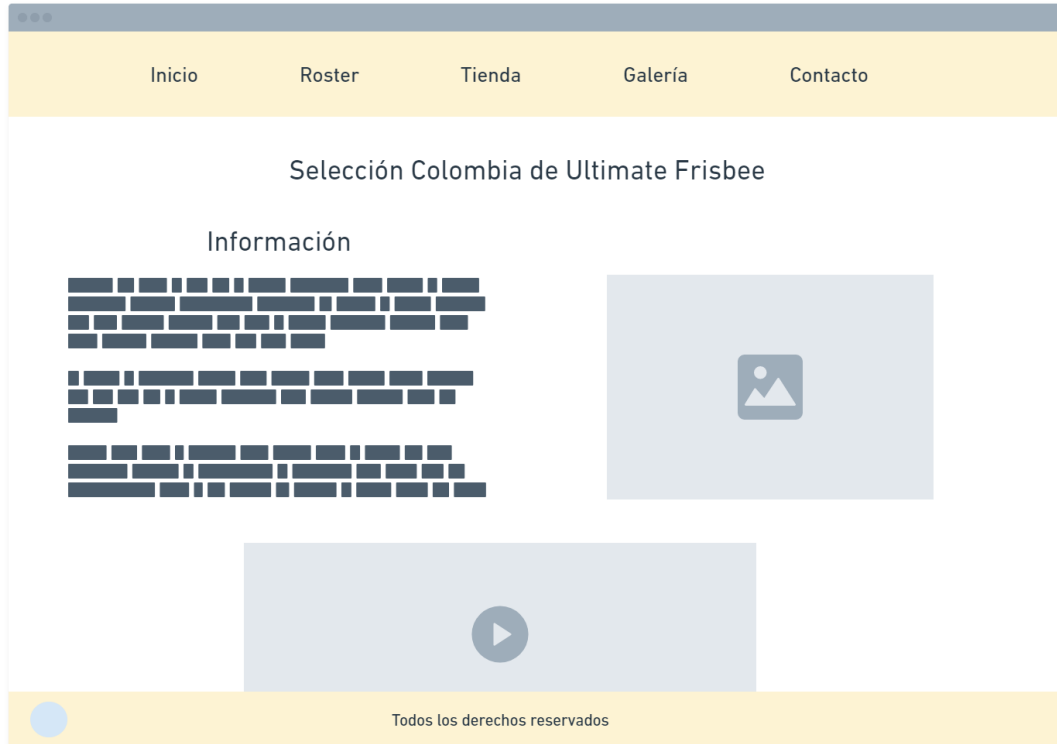 Inicio Roster Tienda Galería Contacto
Selección Colombia de Ultimate Frisbee
Información
Todos los derechos reservados